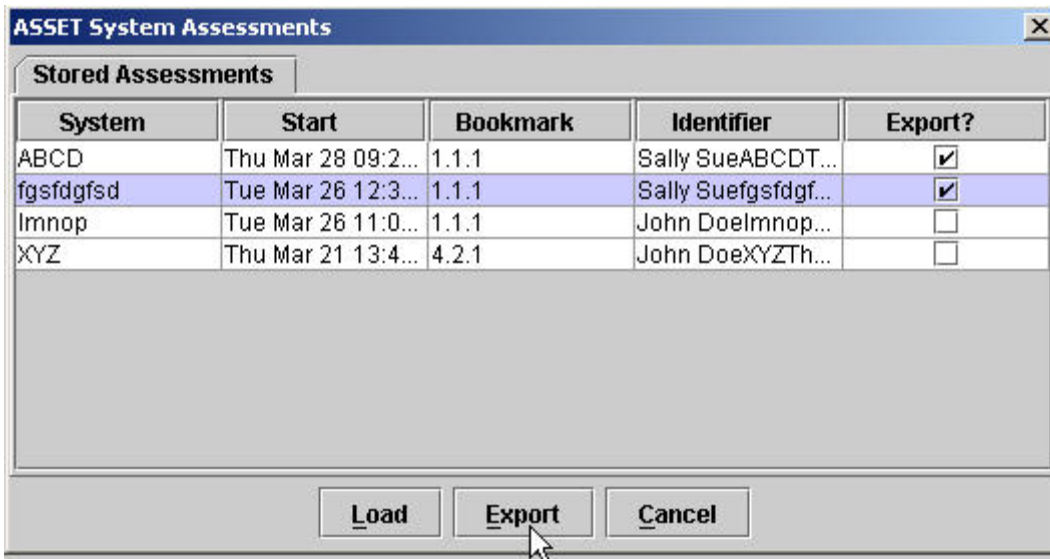 ASSET System Assessments
Stored Assessments
System Start Bookmark Identifier Export?
ABCD Thu Mar 28 09:2... 1.1.1 Sally SueABCDT...
fgsfdgfsd Tue Mar 26 12:3... 1.1.1 Sally Suefgsfdgf...
lmnop Tue Mar 26 11:0... 1.1.1 John Doelmnop...
XYZ Thu Mar 21 13:4... 4.2.1 John DoeXYZTh...
Load Export Cancel